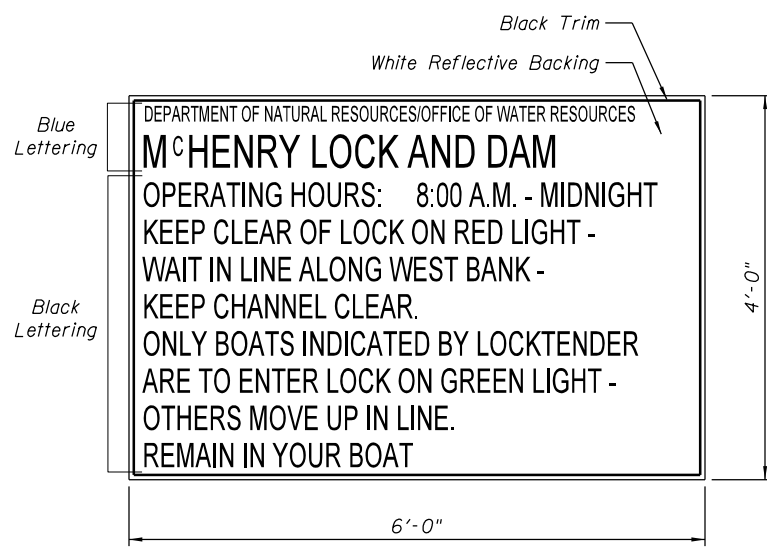 Black Trim
White Reflective Backing
Blue
Lettering
DEPARTMENT OF NATURAL RESOURCES/OFFICE OF WATER RESOURCES
McHENRY LOCK AND DAM
OPERATING HOURS: 8:00 A.M. - MIDNIGHT
KEEP CLEAR OF LOCK ON RED LIGHT -
WAIT IN LINE ALONG WEST BANK -
KEEP CHANNEL CLEAR.
Black
Lettering
ONLY BOATS INDICATED BY LOCKTENDER
ARE TO ENTER LOCK ON GREEN LIGHT -
OTHERS MOVE UP IN LINE.
REMAIN IN YOUR BOAT
4'-0"
6'-0"